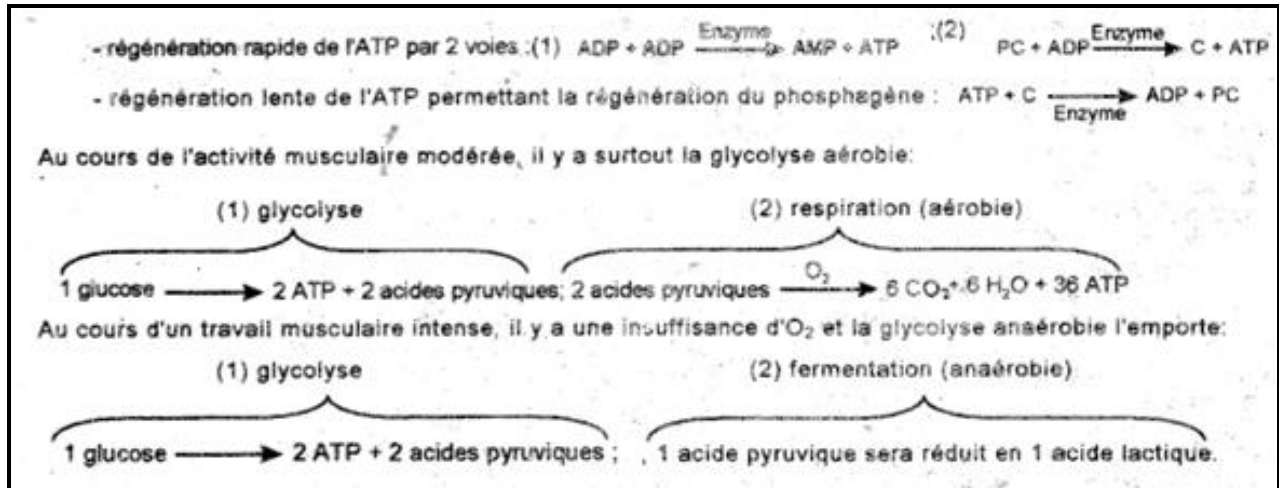 - régénération rapide de l'ATP par 2 voies :(1) ADP + ADP Enzyme → AMP + ATP ;(2) PC + ADP Enzyme → C + ATP
- régénération lente de l'ATP permettant la régénération du phosphagène : ATP + C → Enzyme ADP + PC
Au cours de l'activité musculaire modérée, il y a surtout la glycolyse aérobie:
(1) glycolyse (2) respiration (aérobie)
1 glucose → 2 ATP + 2 acides pyruviques; 2 acides pyruviques O₂ → 6 CO₂+ 6 H₂O + 36 ATP
Au cours d'un travail musculaire intense, il y a une insuffisance d'O₂ et la glycolyse anaérobie l'emporte:
(1) glycolyse (2) fermentation (anaérobie)
1 glucose → 2 ATP + 2 acides pyruviques ; , 1 acide pyruvique sera réduit en 1 acide lactique.